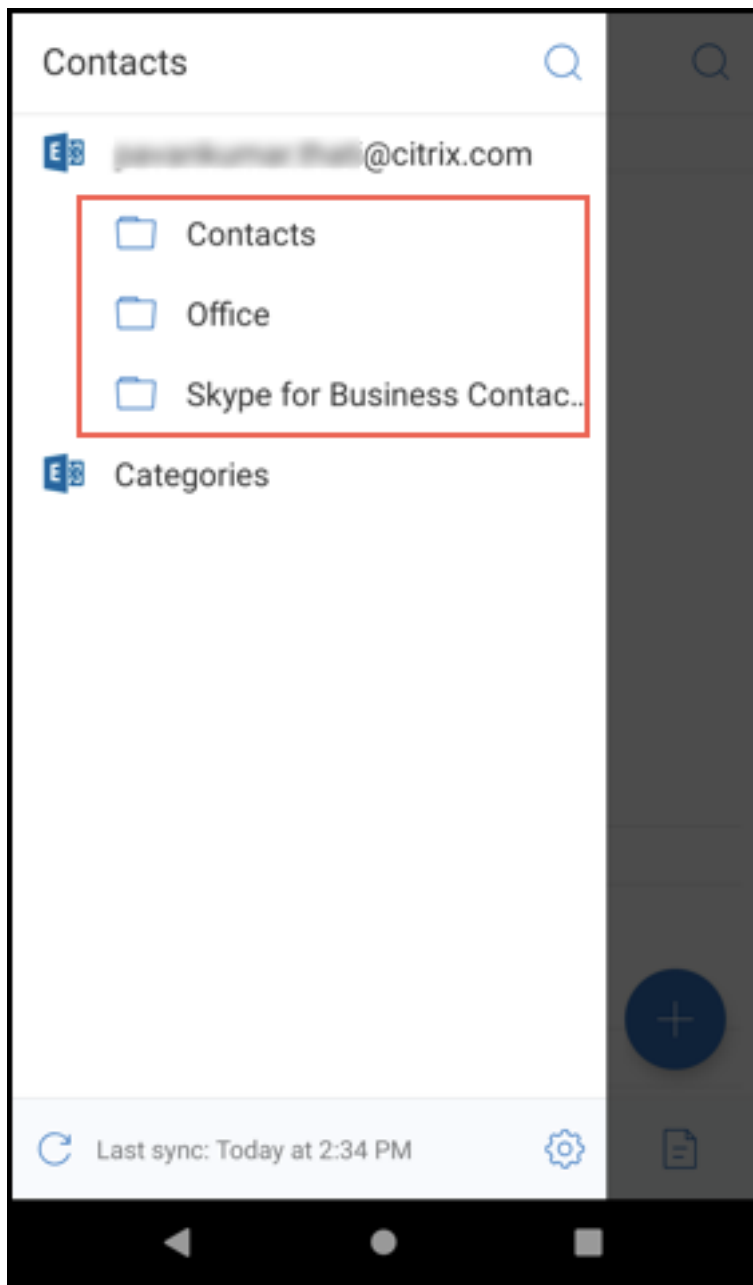 Contacts
@citrix.com
Contacts
Office
Skype for Business Contac..
Categories
Last sync: Today at 2:34 PM